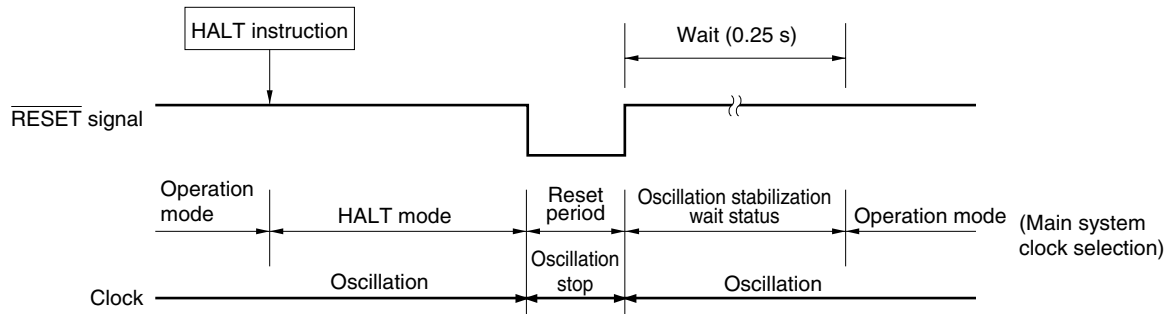 HALT instruction
Wait (0.25 s)
RESET signal
Operation
mode
HALT mode
Reset
period
Oscillation stabilization
wait status
Operation mode
(Main system
clock selection)
Clock
Oscillation
Oscillation
stop
Oscillation